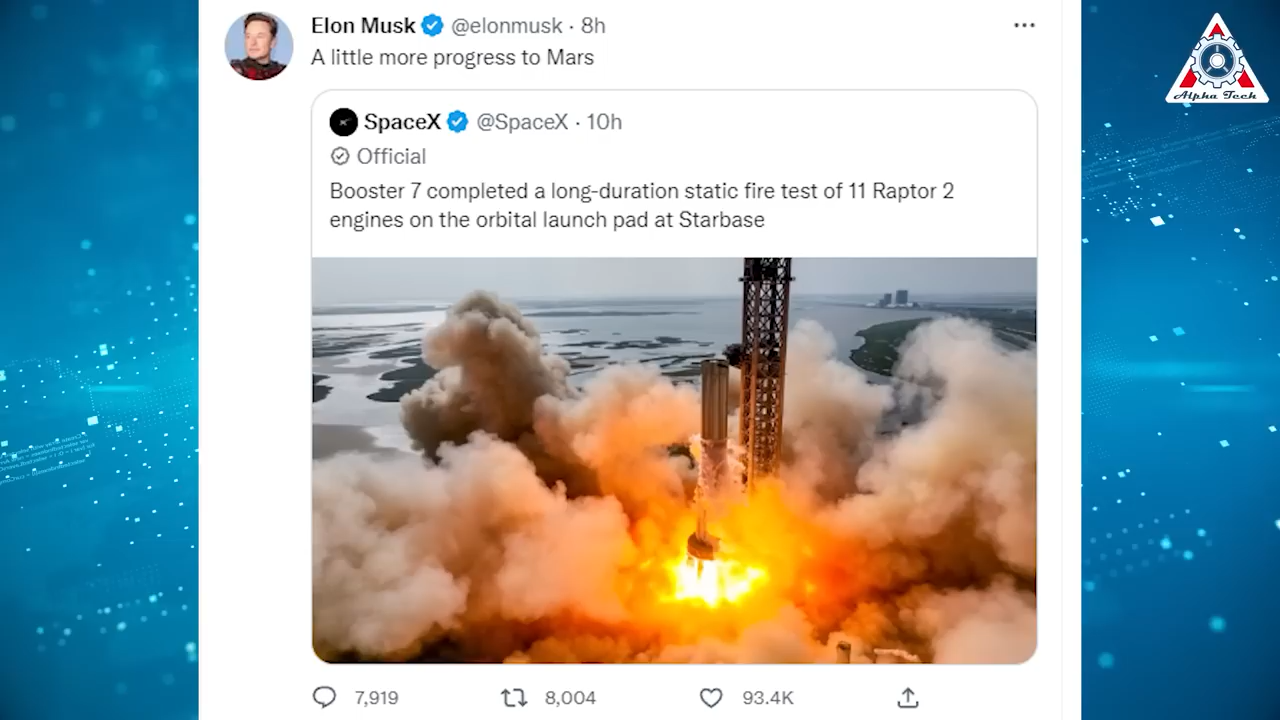 Elon Musk @elonmusk · 8h
A little more progress to Mars
SpaceX @SpaceX · 10h
Official
Booster 7 completed a long-duration static fire test of 11 Raptor 2
engines on the orbital launch pad at Starbase
7,919 8,004 93.4K
Alpha Tech